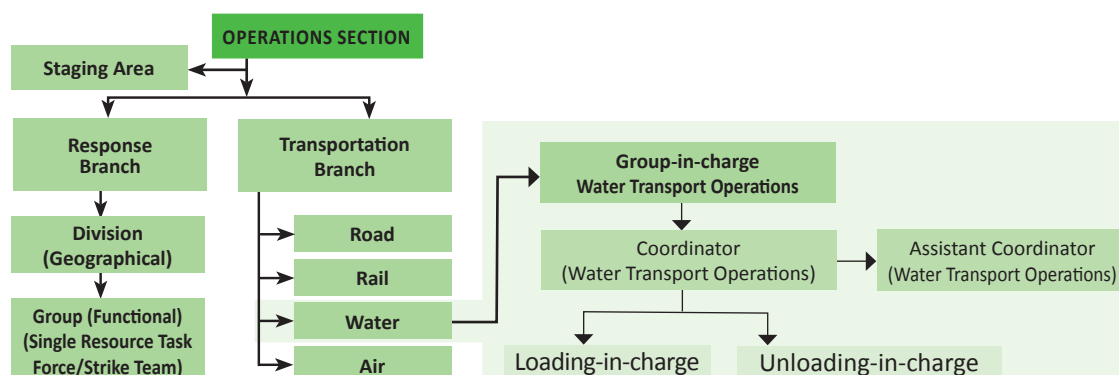 OPERATIONS SECTION
Staging Area
Response
Branch
Transportation
Branch
Division
(Geographical)
Group (Functional)
(Single Resource Task
Force/Strike Team)
Road
Rail
Water
Air
Group-in-charge
Water Transport Operations
Coordinator
(Water Transport Operations)
Assistant Coordinator
(Water Transport Operations)
Loading-in-charge
Unloading-in-charge